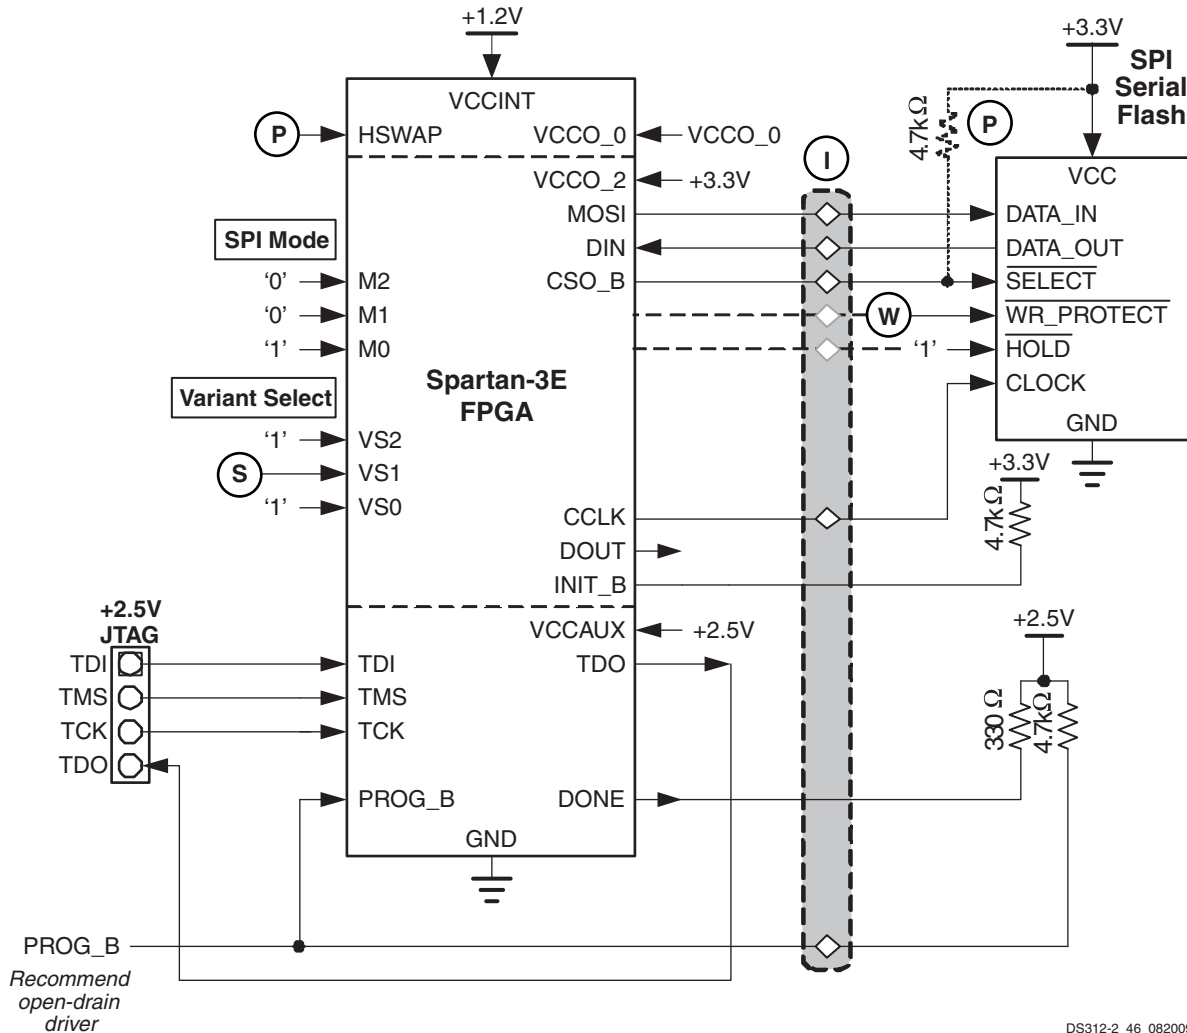 +1.2V
+3.3V
SPI
Serial
Flash
P
4.7kΩ
I
VCCINT
P
HSWAP
VCCO_0
VCCO_0
VCCO_2
+3.3V
VCC
MOSI
DATA_IN
SPI Mode
DIN
DATA_OUT
'0'
M2
CSO_B
SELECT
'0'
M1
W
WR_PROTECT
'1'
M0
'1'
HOLD
Spartan-3E
FPGA
CLOCK
Variant Select
GND
'1'
VS2
S
VS1
+3.3V
'1'
VS0
4.7kΩ
CCLK
DOUT
INIT_B
+2.5V
JTAG
VCCAUX
+2.5V
+2.5V
TDI
TDI
TDO
TMS
TMS
TCK
TCK
330 Ω
4.7kΩ
TDO
PROG_B
DONE
GND
PROG_B
Recommend
open-drain
driver